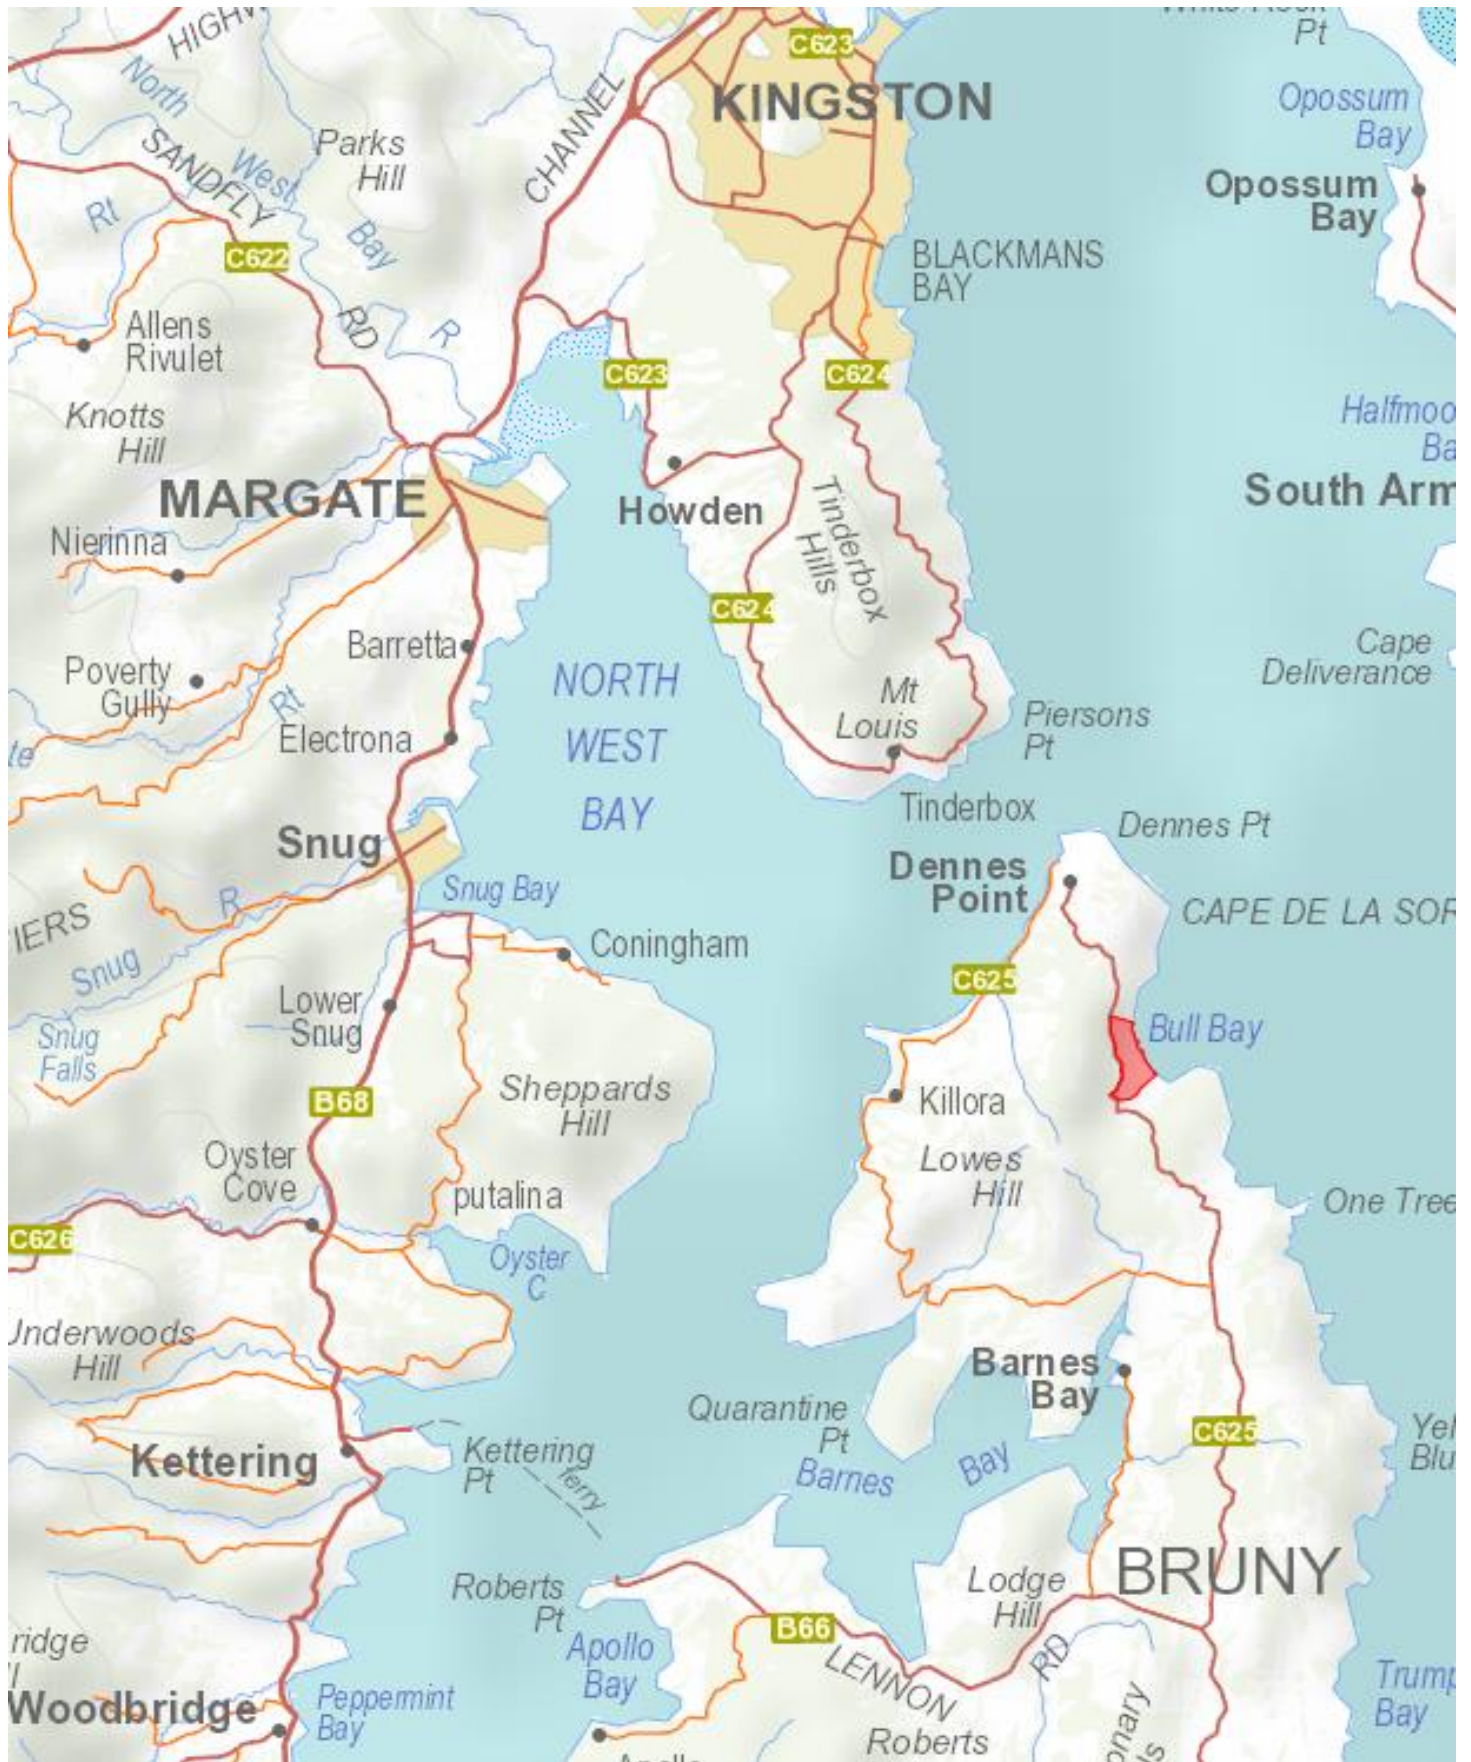 Pt
HIGHW
C623
KINGSTON
North
West
Bay
R
CHANNEL
Parks
Hill
SANDFLY
RD
Rt
C622
Opossum
Bay
Opossum
Bay
BLACKMANS
BAY
Allens
Rivulet
C623
C624
Knotts
Hill
Halfmoo
Ba
MARGATE
Howden
South Arm
Tinderbox
Hills
Nierinna
C624
Barretta
Cape
Deliverance
Poverty
Gully
Rt
NORTH
WEST
BAY
Mt
Louis
Piersons
Pt
te
Electrona
Tinderbox
Dennes Pt
Snug
Dennes
Point
Snug Bay
CAPE DE LA SOR
IERS
Snug
R
Coningham
C625
Lower
Snug
Bull Bay
Snug
Falls
B68
Sheppards
Hill
Killora
Oyster
Cove
putalina
Lowes
Hill
One Tree
C626
Oyster
C
Underwoods
Hill
Barnes
Bay
Quarantine
Pt
C625
Yel
Blu
Kettering
Kettering
Pt
ferry
Barnes
Bay
BRUNY
Roberts
Pt
Lodge
Hill
ridge
Apollo
Bay
B66
LENNON
RD
Trump
Bay
Woodbridge
Peppermint
Bay
Roberts
onary